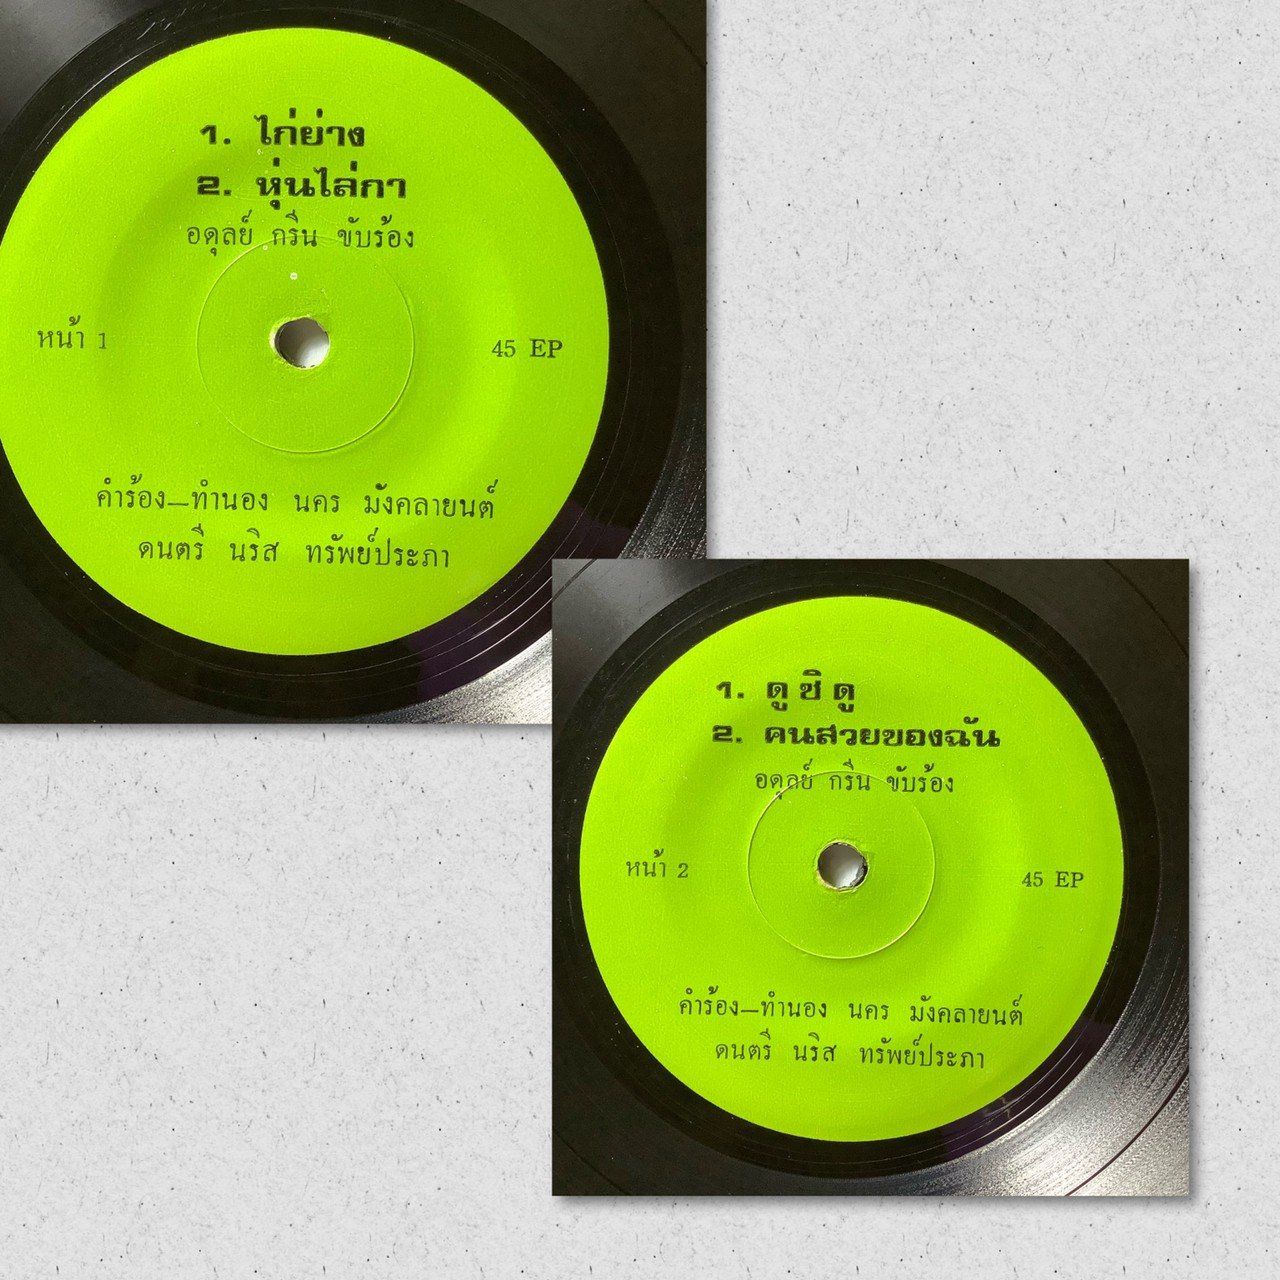 1. ไก่ย่าง
2. หุ่นไล่กา
อดุลย์ กรีน ขับร้อง
หน้า 1
45 EP
คำร้อง—ทำนอง นคร มังคลายนต์
ดนตรี นริส ทรัพย์ประภา
1. ดู ซิ ดู
2. คนสวยของฉัน
อดุลย์ กรีน ขับร้อง
หน้า 2
45 EP
คำร้อง—ทำนอง นคร มังคลายนต์
ดนตรี นริส ทรัพย์ประภา